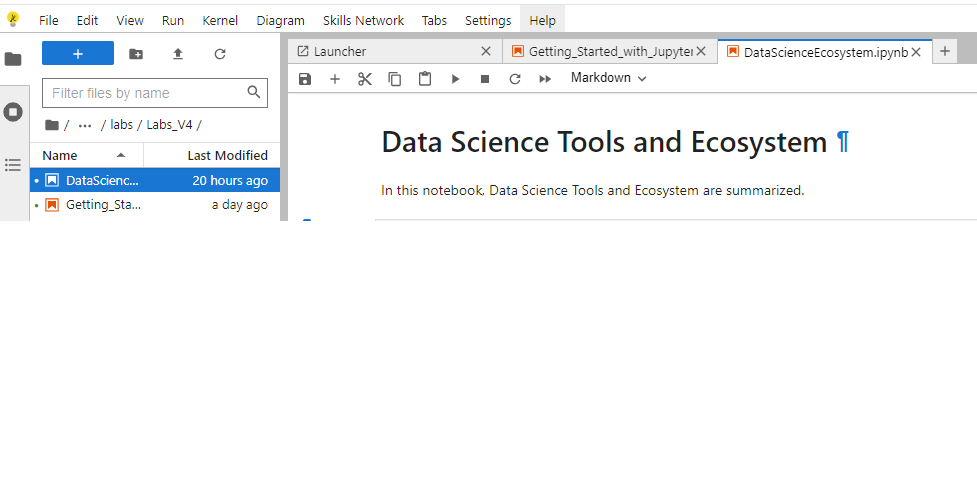 File Edit View Run Kernel Diagram Skills Network Tabs Settings Help
Launcher Getting_Started_with_Jupyter DataScienceEcosystem.ipynb
Markdown
Filter files by name
/ ... / labs / Labs_V4 /
Name Last Modified
DataScienc... 20 hours ago
Getting_Sta... a day ago
Data Science Tools and Ecosystem ¶
In this notebook, Data Science Tools and Ecosystem are summarized.